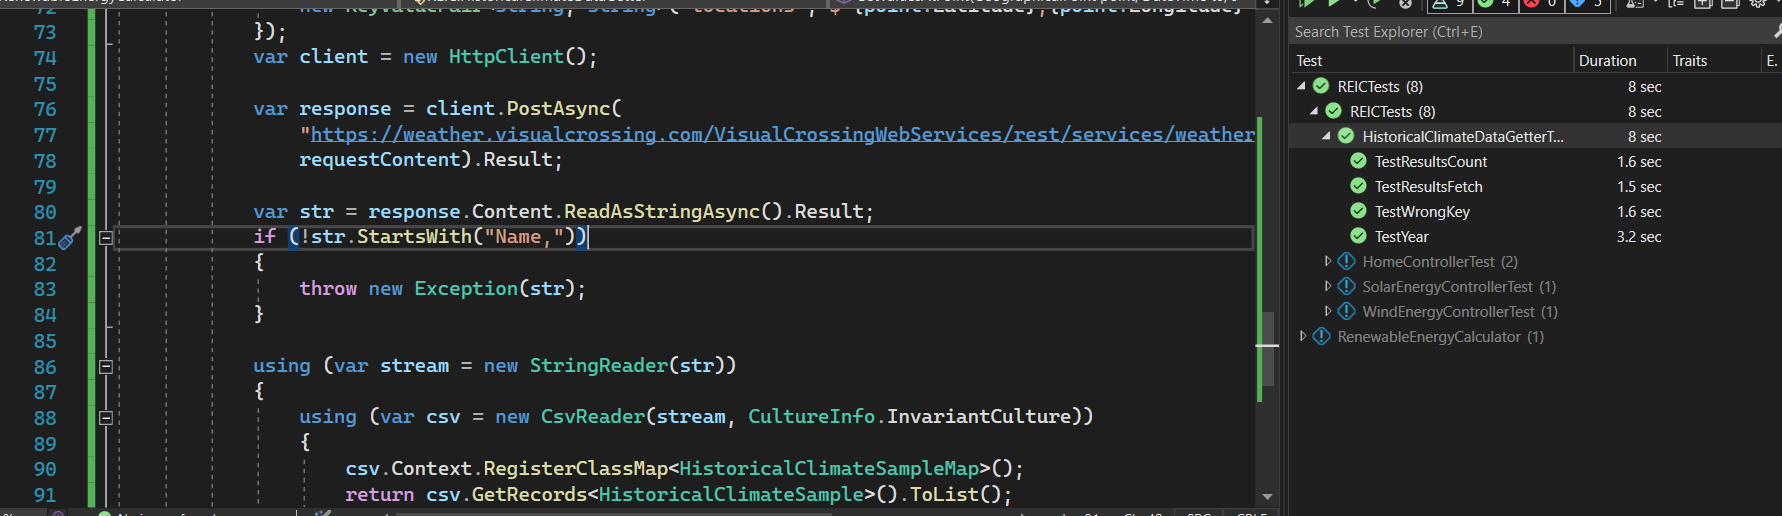 73 });
74 var client = new HttpClient();
75
76 var response = client.PostAsync(
77 "https://weather.visualcrossing.com/VisualCrossingWebServices/rest/services/weather
78 requestContent).Result;
79
80 var str = response.Content.ReadAsStringAsync().Result;
81 if (!str.StartsWith("Name,"))
82 {
83 throw new Exception(str);
84 }
85
86 using (var stream = new StringReader(str))
87 {
88 using (var csv = new CsvReader(stream, CultureInfo.InvariantCulture))
89 {
90 csv.Context.RegisterClassMap<HistoricalClimateSampleMap>();
91 return csv.GetRecords<HistoricalClimateSample>().ToList();
9 4 0 5
Search Test Explorer (Ctrl+E)
Test Duration Traits E.
REICTests (8) 8 sec
REICTests (8) 8 sec
HistoricalClimateDataGetterT... 8 sec
TestResultsCount 1.6 sec
TestResultsFetch 1.5 sec
TestWrongKey 1.6 sec
TestYear 3.2 sec
HomeControllerTest (2)
SolarEnergyControllerTest (1)
WindEnergyControllerTest (1)
RenewableEnergyCalculator (1)